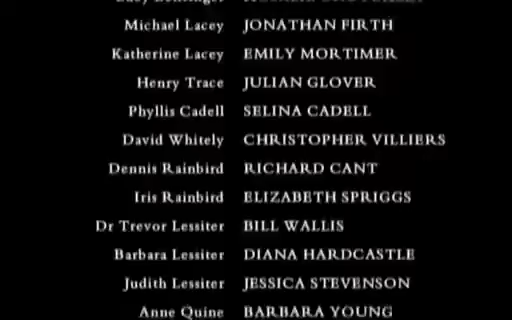 Michael Lacey JONATHAN FIRTH
Katherine Lacey EMILY MORTIMER
Henry Trace JULIAN GLOVER
Phyllis Cadell SELINA CADELL
David Whitely CHRISTOPHER VILLIERS
Dennis Rainbird RICHARD CANT
Iris Rainbird ELIZABETH SPRIGGS
Dr Trevor Lessiter BILL WALLIS
Barbara Lessiter DIANA HARDCASTLE
Judith Lessiter JESSICA STEVENSON
Anne Quine BARBARA YOUNG